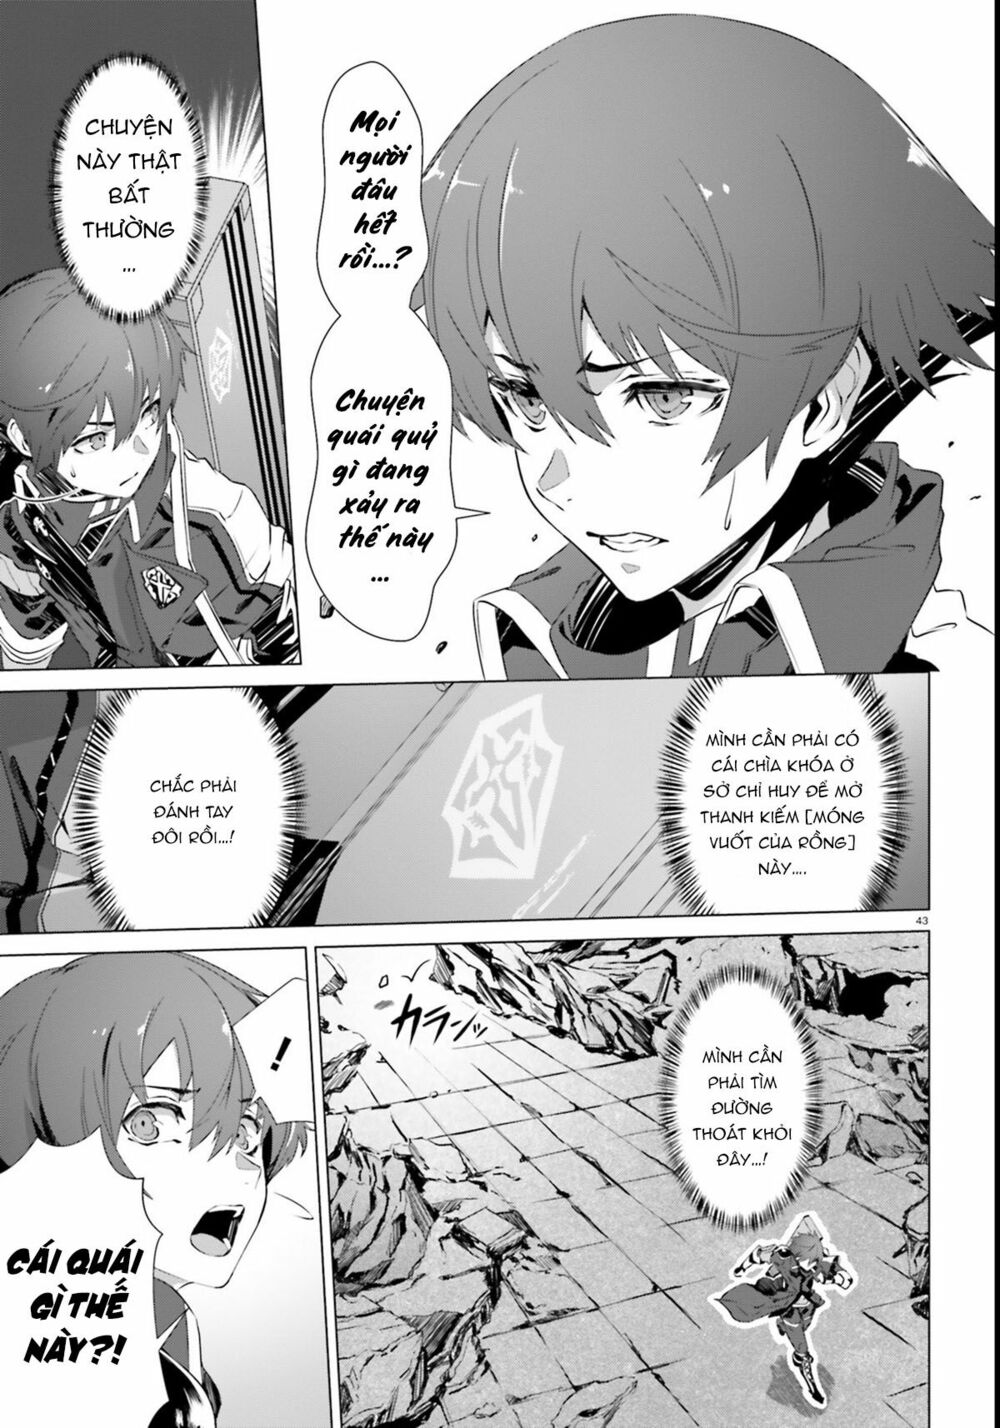 Mọi
người
đâu
hết
rồi...?
Chuyện
quái quỷ
gì đang
xảy ra
thế này
...
CHUYỆN
NÀY THẬT
BẤT
THƯỜNG
...
MÌNH CẦN PHẢI CÓ
CÁI CHÌA KHÓA Ở
SỞ CHỈ HUY ĐỂ MỞ
THANH KIẾM [MÓNG
VUỐT CỦA RỒNG]
NÀY....
CHẮC PHẢI
ĐÁNH TAY
ĐÔI RỒI...!
43
MÌNH CẦN
PHẢI TÌM
ĐƯỜNG
THOÁT KHỎI
ĐÂY...!
カラーンッ
!
CÁI QUÁI
GÌ THẾ
NÀY?!